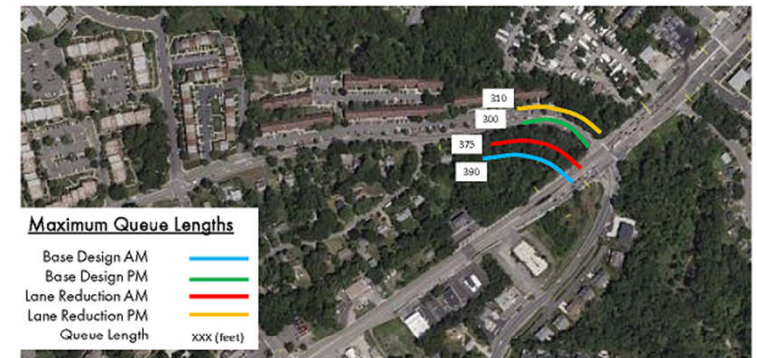 310
300
375
390
Maximum Queue Lengths
Base Design AM
Base Design PM
Lane Reduction AM
Lane Reduction PM
Queue Length XXX (feet)